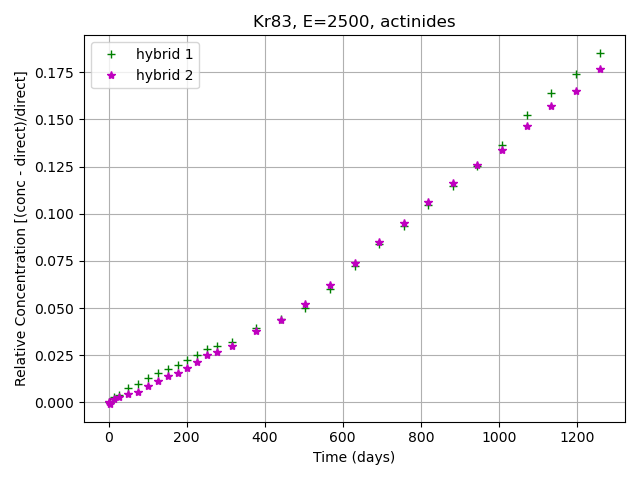 Kr83, E=2500, actinides
hybrid 1
hybrid 2
0.175
0.150
0.125
0.100
0.075
0.050
0.025
0.000
Relative Concentration [(conc - direct)/direct]
0 200 400 600 800 1000 1200
Time (days)